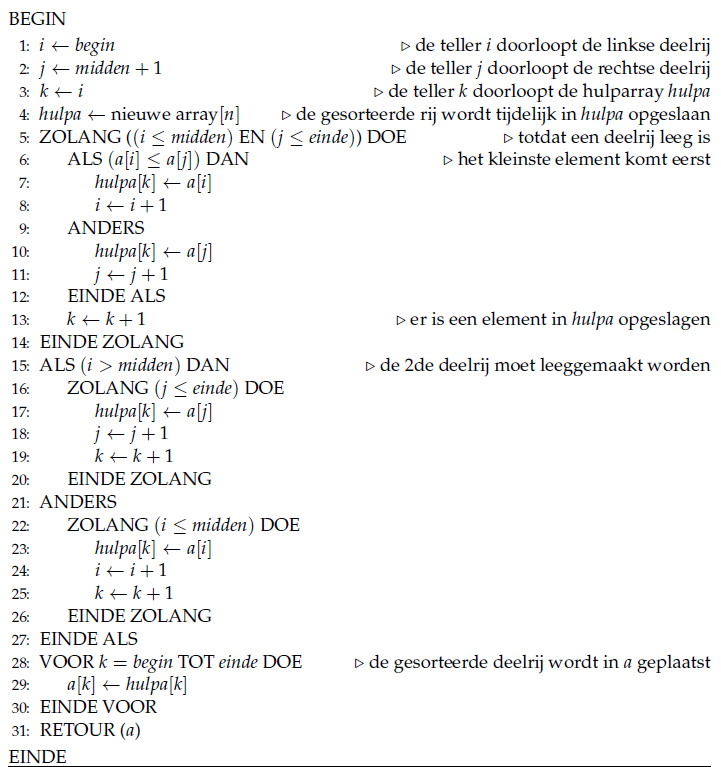 BEGIN
1: i ← begin ▷ de teller i doorloopt de linkse deelrij
2: j ← midden + 1 ▷ de teller j doorloopt de rechtse deelrij
3: k ← i ▷ de teller k doorloopt de hulparray hulpa
4: hulpa ← nieuwe array[n] ▷ de gesorteerde rij wordt tijdelijk in hulpa opgeslaan
5: ZOLANG ((i ≤ midden) EN (j ≤ einde)) DOE ▷ totdat een deelrij leeg is
6: ALS (a[i] ≤ a[j]) DAN ▷ het kleinste element komt eerst
7: hulpa[k] ← a[i]
8: i ← i + 1
9: ANDERS
10: hulpa[k] ← a[j]
11: j ← j + 1
12: EINDE ALS
13: k ← k + 1 ▷ er is een element in hulpa opgeslagen
14: EINDE ZOLANG
15: ALS (i > midden) DAN ▷ de 2de deelrij moet leeggemaakt worden
16: ZOLANG (j ≤ einde) DOE
17: hulpa[k] ← a[j]
18: j ← j + 1
19: k ← k + 1
20: EINDE ZOLANG
21: ANDERS
22: ZOLANG (i ≤ midden) DOE
23: hulpa[k] ← a[i]
24: i ← i + 1
25: k ← k + 1
26: EINDE ZOLANG
27: EINDE ALS
28: VOOR k = begin TOT einde DOE ▷ de gesorteerde deelrij wordt in a geplaatst
29: a[k] ← hulpa[k]
30: EINDE VOOR
31: RETOUR (a)
EINDE